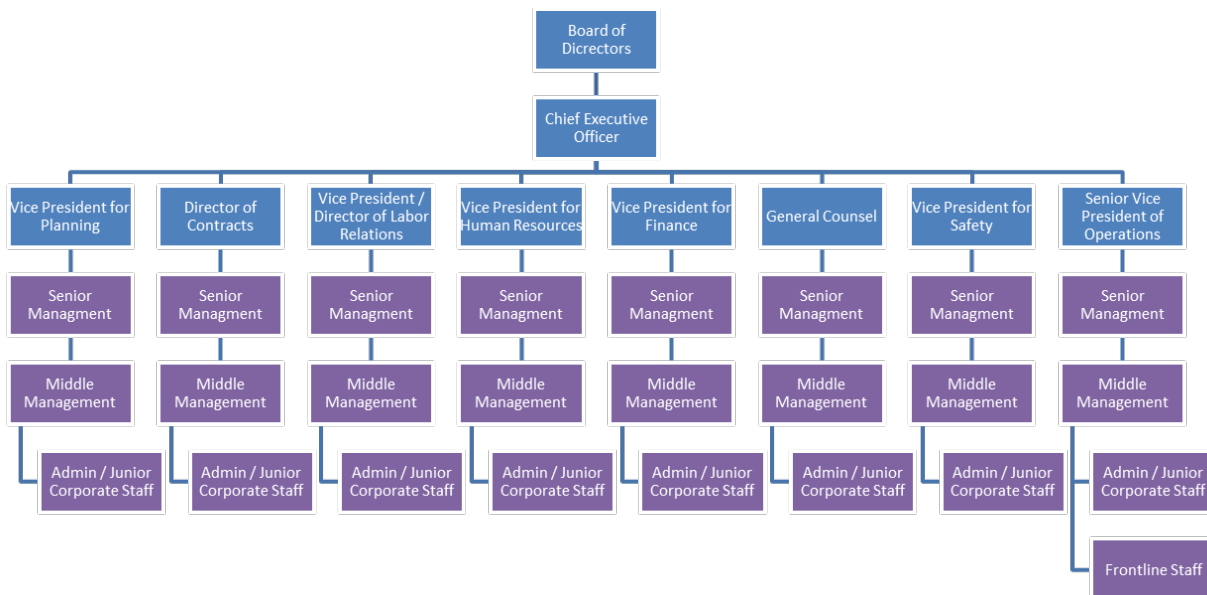 Board of
Dicrectors
Chief Executive
Officer
Vice President for
Planning
Director of
Contracts
Vice President /
Director of Labor
Relations
Vice President for
Human Resources
Vice President for
Finance
General Counsel
Vice President for
Safety
Senior Vice
President of
Operations
Senior
Managment
Senior
Managment
Senior
Managment
Senior
Managment
Senior
Managment
Senior
Managment
Senior
Managment
Senior
Managment
Middle
Management
Middle
Management
Middle
Management
Middle
Management
Middle
Management
Middle
Management
Middle
Management
Middle
Management
Admin / Junior
Corporate Staff
Admin / Junior
Corporate Staff
Admin / Junior
Corporate Staff
Admin / Junior
Corporate Staff
Admin / Junior
Corporate Staff
Admin / Junior
Corporate Staff
Admin / Junior
Corporate Staff
Admin / Junior
Corporate Staff
Frontline Staff